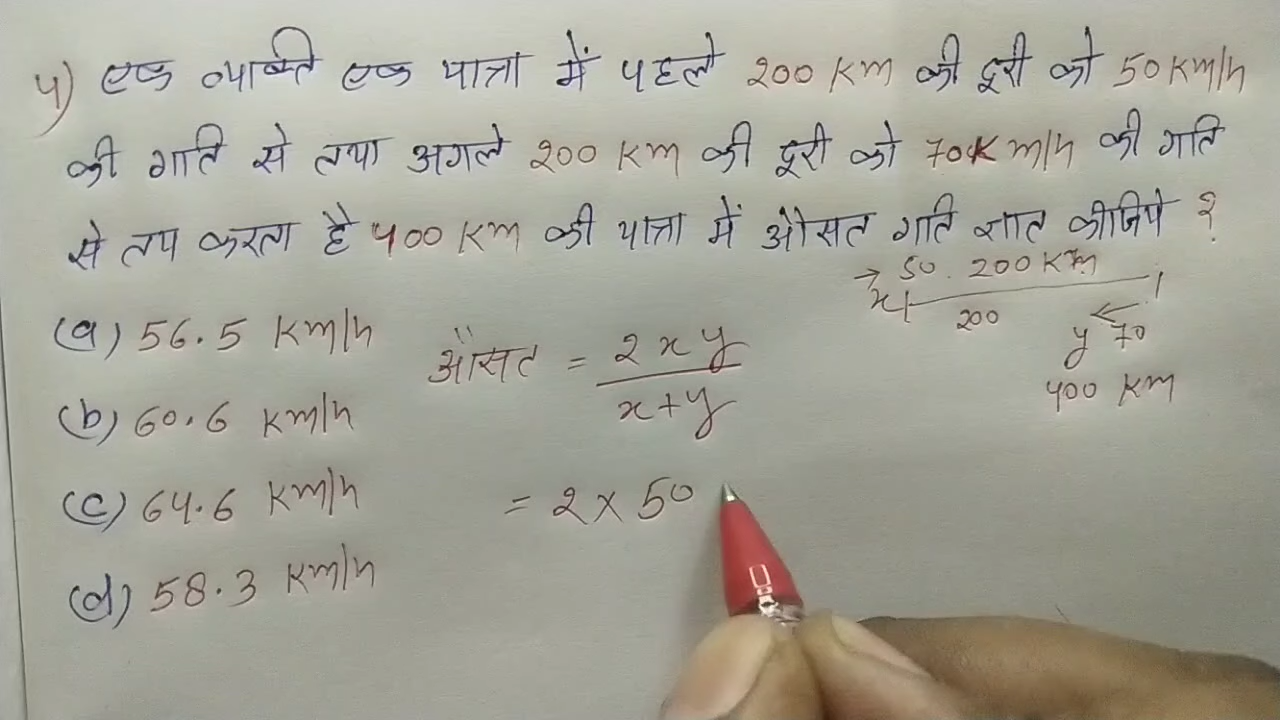 4) एक व्यक्ति एक यात्रा में पहले 200 Km की दूरी को 50 Km/h
की गति से तथा अगले 200 Km की दूरी को 70 Km/h की गति
से तय करता है 400 Km की यात्रा में औसत गति ज्ञात कीजिये ?
→ 50. 200 Km
x 200
y 70
400 Km
(a) 56.5 Km/h
औसत = 2xy
x+y
(b) 60.6 Km/h
(c) 64.6 Km/h
= 2 × 50
(d) 58.3 Km/h